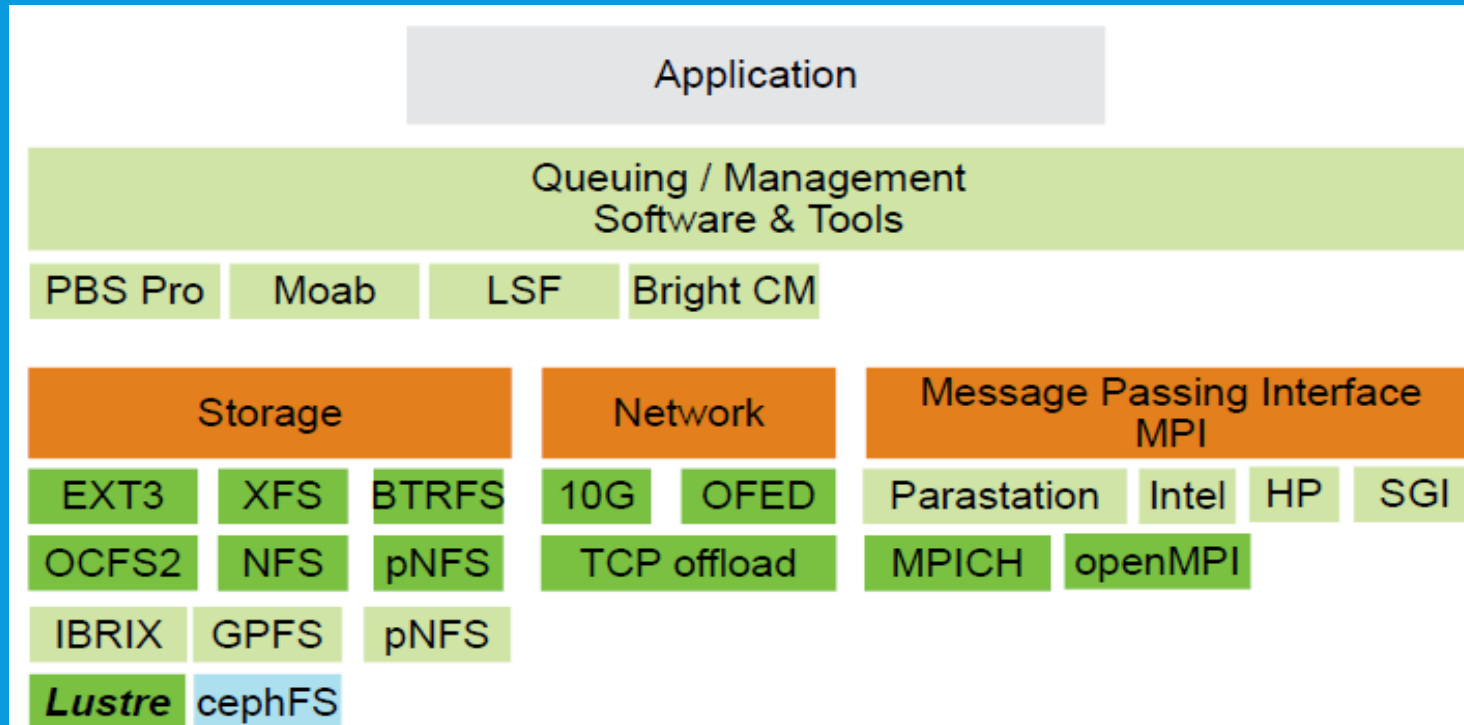 Application
Queuing / Management
Software & Tools
PBS Pro Moab LSF Bright CM
Storage Network Message Passing Interface
MPI
EXT3 XFS BTRFS 10G OFED Parastation Intel HP SGI
OCFS2 NFS pNFS TCP offload MPICH openMPI
IBRIX GPFS pNFS
Lustre cephFS